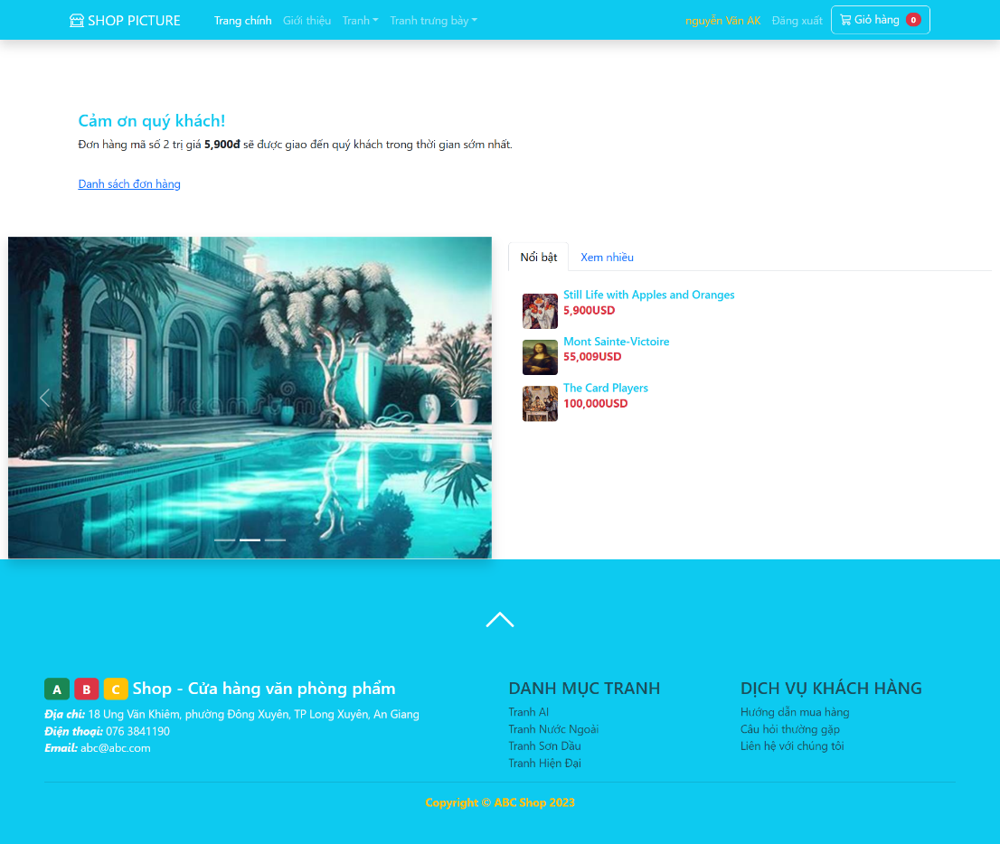 SHOP PICTURE
Trang chính
Giới thiệu
Tranh
Tranh trưng bày
nguyễn Văn AK
Đăng xuất
Giỏ hàng 0
Cảm ơn quý khách!
Đơn hàng mã số 2 trị giá 5,900đ sẽ được giao đến quý khách trong thời gian sớm nhất.
Danh sách đơn hàng
dreamstime
Nổi bật
Xem nhiều
Still Life with Apples and Oranges
5,900USD
Mont Sainte-Victoire
55,009USD
The Card Players
100,000USD
A B C Shop - Cửa hàng văn phòng phẩm
Địa chỉ: 18 Ung Văn Khiêm, phường Đông Xuyên, TP Long Xuyên, An Giang
Điện thoại: 076 3841190
Email: abc@abc.com
DANH MỤC TRANH
Tranh AI
Tranh Nước Ngoài
Tranh Sơn Dầu
Tranh Hiện Đại
DỊCH VỤ KHÁCH HÀNG
Hướng dẫn mua hàng
Câu hỏi thường gặp
Liên hệ với chúng tôi
Copyright © ABC Shop 2023